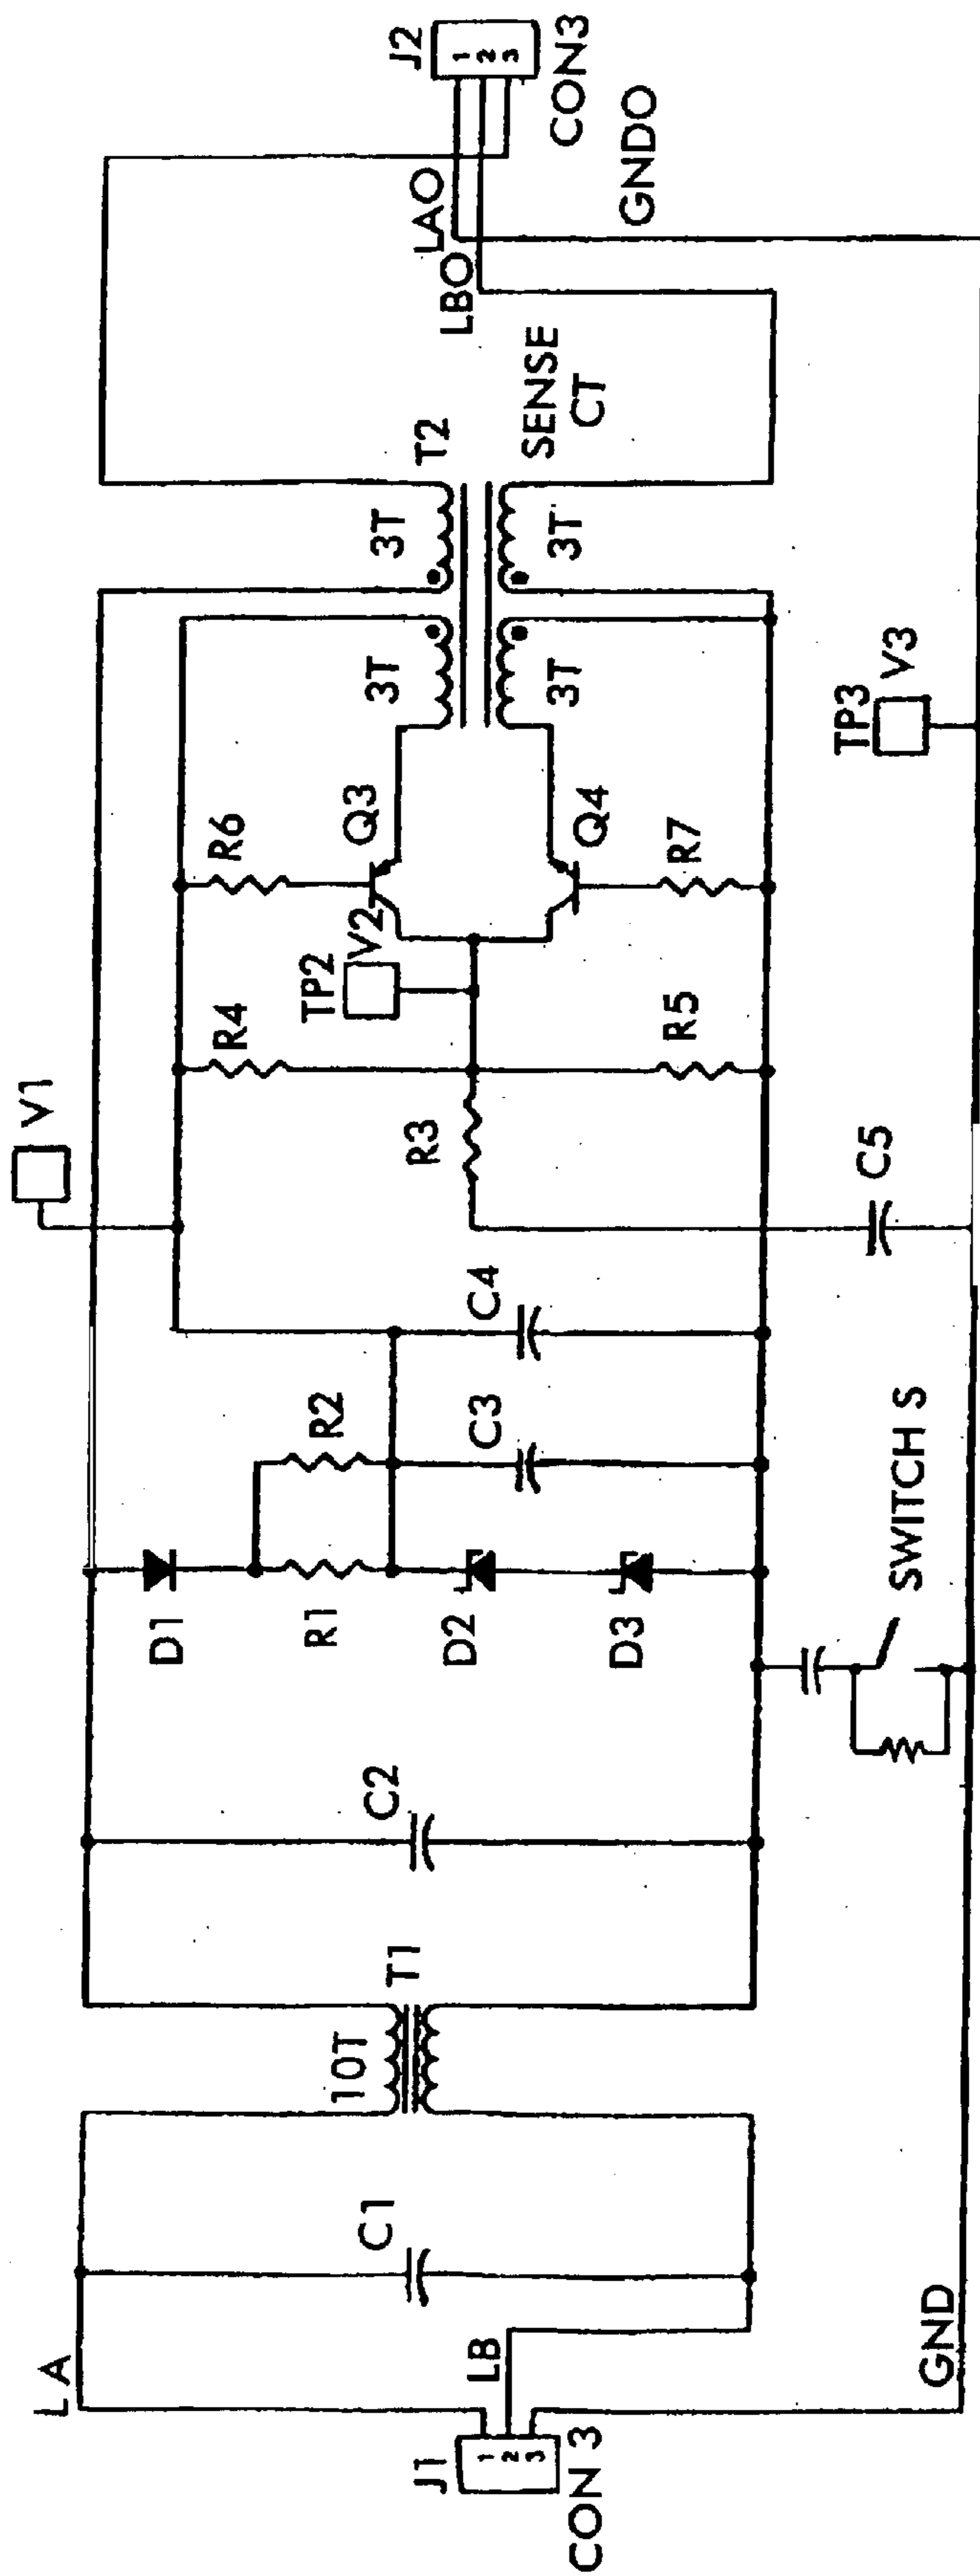 L A
J1
1
2
3
CON 3
LB
GND
C1
10T
T1
C2
D1
R1
R2
D2
D3
C3
C4
SWITCH S
V1
R3
C5
R4
R5
TP2
V2
R6
Q3
Q4
R7
TP3
V3
3T
3T
3T
3T
T2
SENSE
CT
LAO
LBO
GNDO
J2
1
2
3
CON3